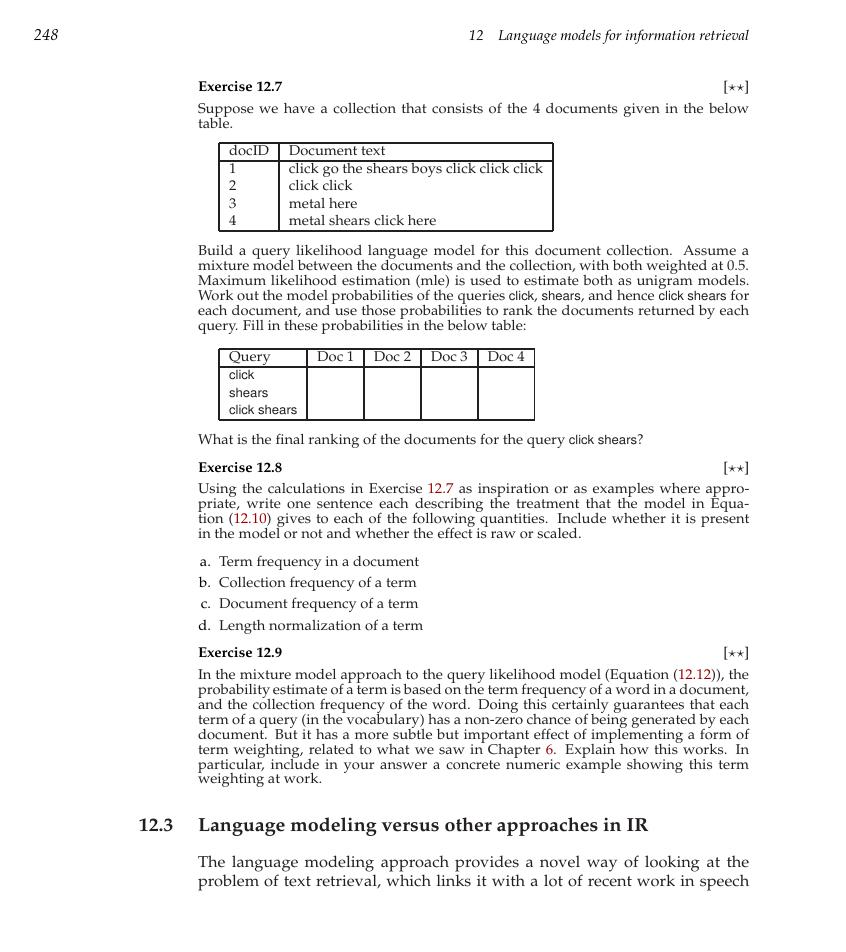 248
12 Language models for information retrieval
Exercise 12.7 [⋆⋆]
Suppose we have a collection that consists of the 4 documents given in the below
table.
docID Document text
1 click go the shears boys click click click
2 click click
3 metal here
4 metal shears click here
Build a query likelihood language model for this document collection. Assume a
mixture model between the documents and the collection, with both weighted at 0.5.
Maximum likelihood estimation (mle) is used to estimate both as unigram models.
Work out the model probabilities of the queries click, shears, and hence click shears for
each document, and use those probabilities to rank the documents returned by each
query. Fill in these probabilities in the below table:
Query Doc 1 Doc 2 Doc 3 Doc 4
click
shears
click shears
What is the final ranking of the documents for the query click shears?
Exercise 12.8 [⋆⋆]
Using the calculations in Exercise 12.7 as inspiration or as examples where appro-
priate, write one sentence each describing the treatment that the model in Equa-
tion (12.10) gives to each of the following quantities. Include whether it is present
in the model or not and whether the effect is raw or scaled.
a. Term frequency in a document
b. Collection frequency of a term
c. Document frequency of a term
d. Length normalization of a term
Exercise 12.9 [⋆⋆]
In the mixture model approach to the query likelihood model (Equation (12.12)), the
probability estimate of a term is based on the term frequency of a word in a document,
and the collection frequency of the word. Doing this certainly guarantees that each
term of a query (in the vocabulary) has a non-zero chance of being generated by each
document. But it has a more subtle but important effect of implementing a form of
term weighting, related to what we saw in Chapter 6. Explain how this works. In
particular, include in your answer a concrete numeric example showing this term
weighting at work.
12.3 Language modeling versus other approaches in IR
The language modeling approach provides a novel way of looking at the
problem of text retrieval, which links it with a lot of recent work in speech